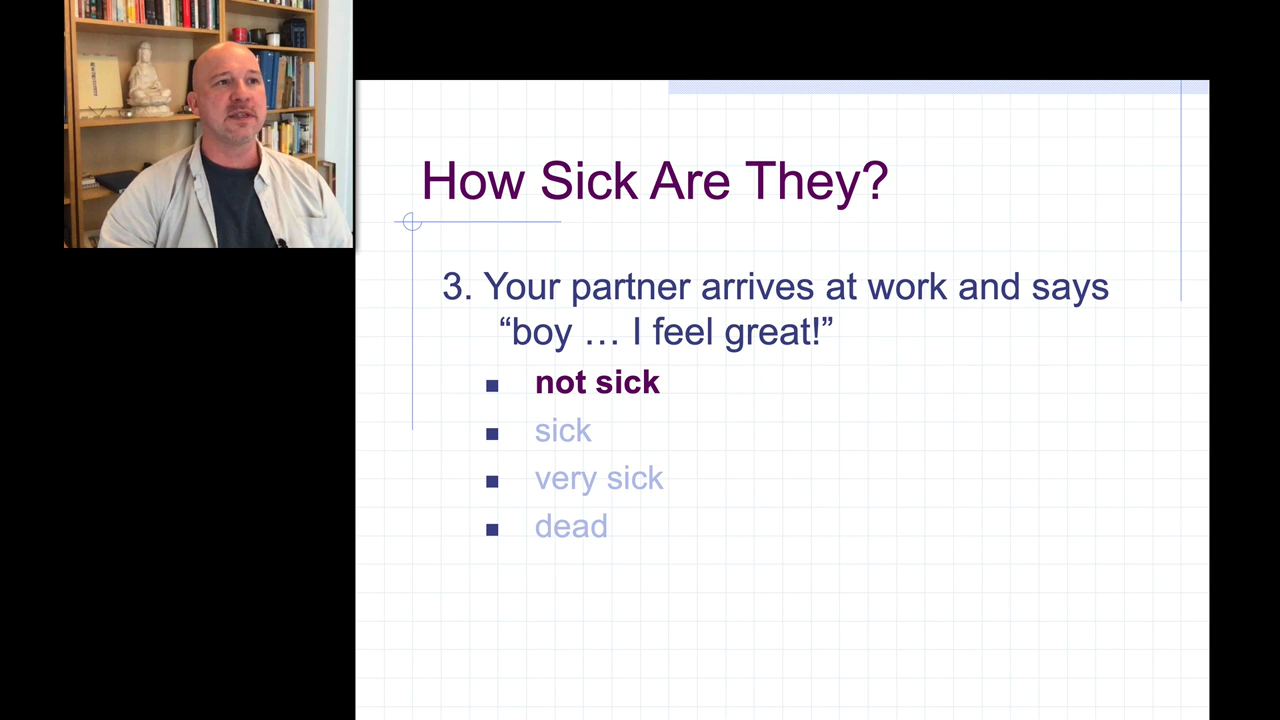 How Sick Are They?
3. Your partner arrives at work and says
“boy … I feel great!”
not sick
sick
very sick
dead